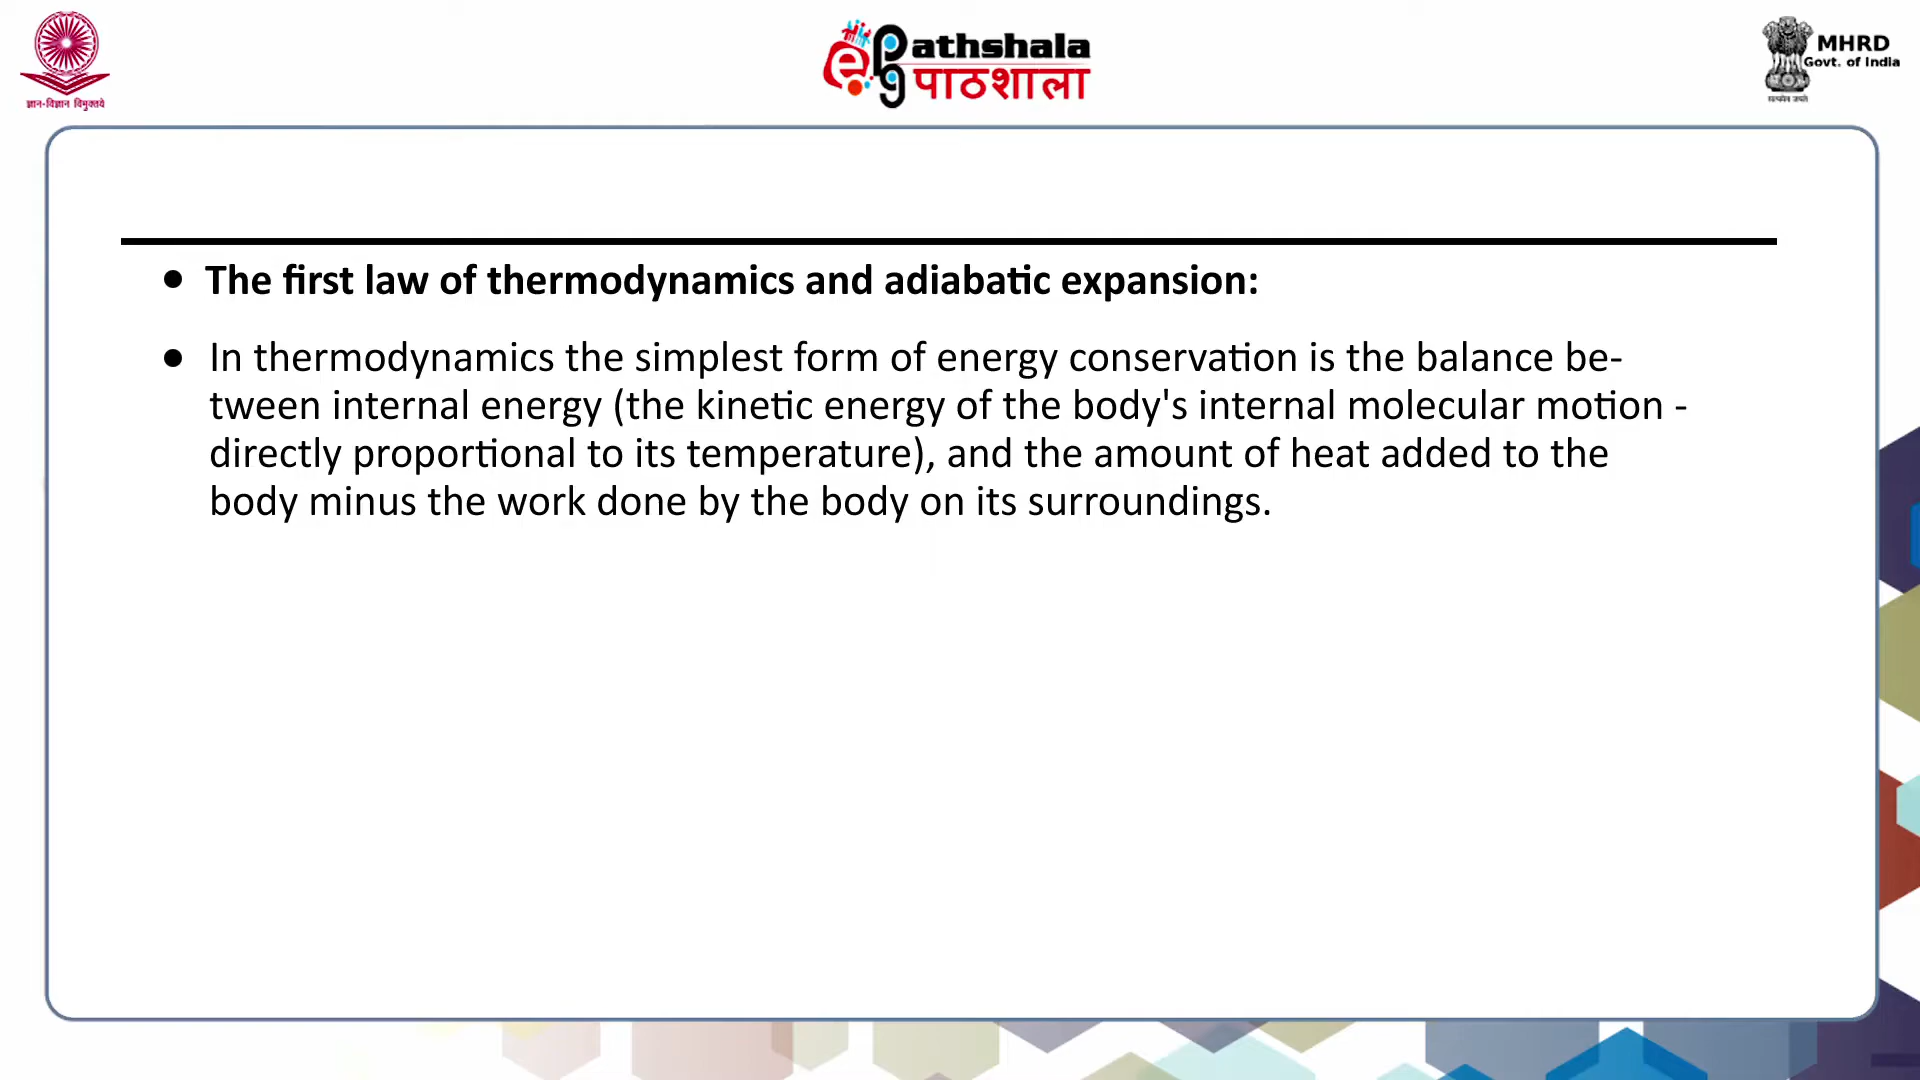 ज्ञान-विज्ञान विमुक्तये
ePathshala
पाठशाला
MHRD
Govt. of India
सत्यमेव जयते
• The first law of thermodynamics and adiabatic expansion:
• In thermodynamics the simplest form of energy conservation is the balance be-
tween internal energy (the kinetic energy of the body's internal molecular motion -
directly proportional to its temperature), and the amount of heat added to the
body minus the work done by the body on its surroundings.